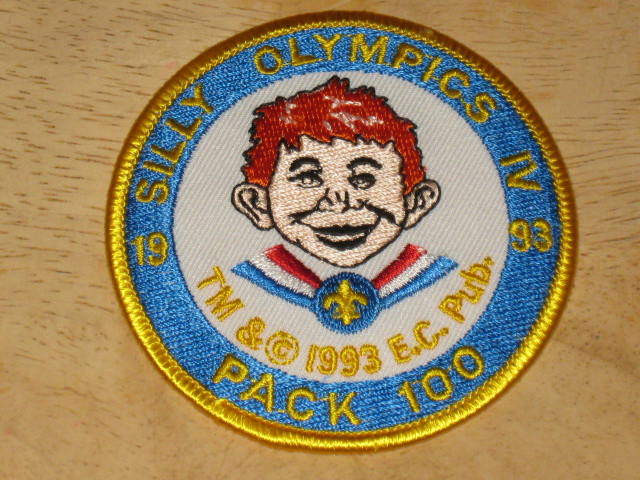 SILLY OLYMPICS IV
19 93
TM & © 1993 E.C. Pub.
PACK 100